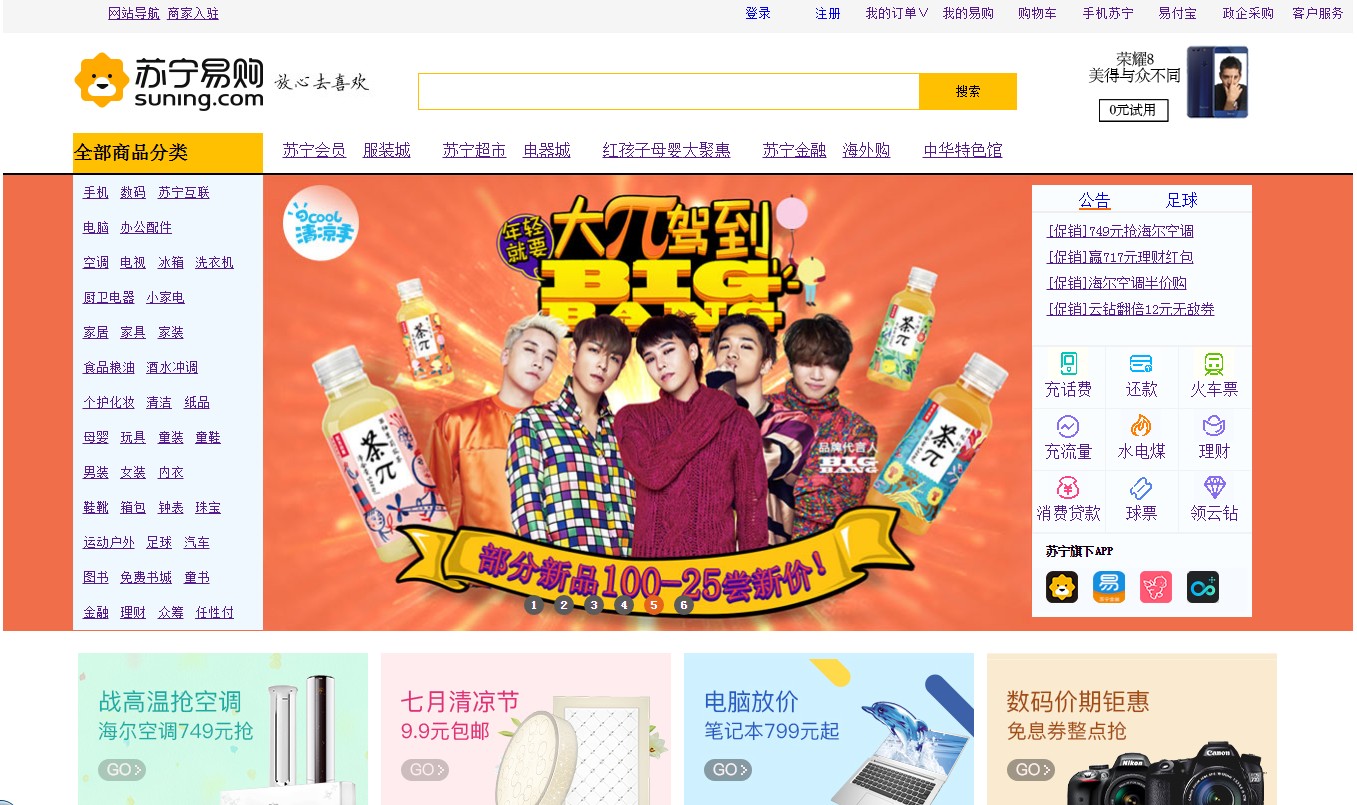 网站导航 商家入驻 登录 注册 我的订单∨ 我的易购 购物车 手机苏宁 易付宝 政企采购 客户服务
苏宁易购
suning.com
放心去喜欢
搜索
荣耀8
美得与众不同
0元试用
全部商品分类 苏宁会员 服装城 苏宁超市 电器城 红孩子母婴大聚惠 苏宁金融 海外购 中华特色馆
手机 数码 苏宁互联
电脑 办公配件
空调 电视 冰箱 洗衣机
厨卫电器 小家电
家居 家具 家装
食品粮油 酒水冲调
个护化妆 清洁 纸品
母婴 玩具 童装 童鞋
男装 女装 内衣
鞋靴 箱包 钟表 珠宝
运动户外 足球 汽车
图书 免费书城 童书
金融 理财 众筹 任性付
cool
清凉季
年轻
就要
大π驾到
BIG
BANG
茶π
茶π
茶π
茶π
品牌代言人
BIG
BANG
部分新品100-25尝新价!
1 2 3 4 5 6
公告 足球
[促销]749元抢海尔空调
[促销]赢717元理财红包
[促销]海尔空调半价购
[促销]云钻翻倍12元无敌券
充话费 还款 火车票
充流量 水电煤 理财
消费贷款 球票 领云钻
苏宁旗下APP
易
战高温抢空调
海尔空调749元抢
GO
七月清凉节
9.9元包邮
GO
电脑放价
笔记本799元起
GO
数码价期钜惠
免息券整点抢
GO
Nikon
Canon